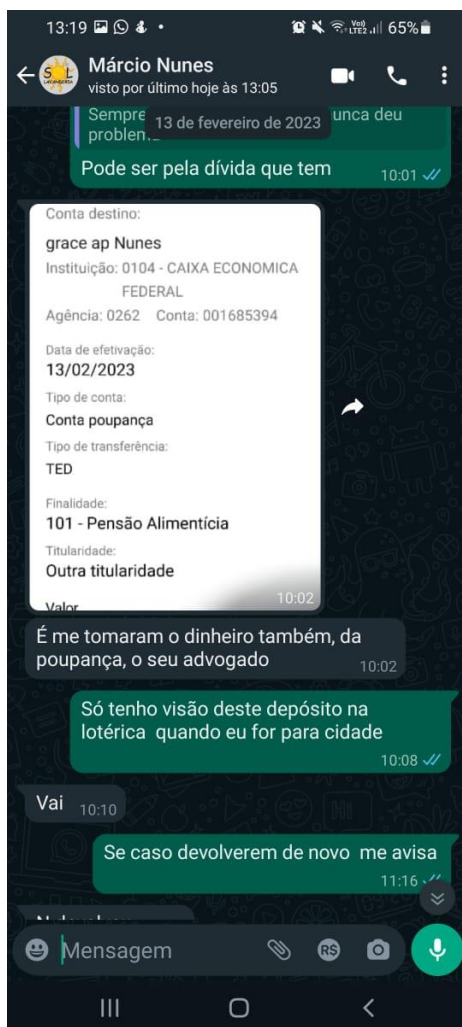 13:19
Voi)
LTE2
65%
SOL
LAVANDERIA
Márcio Nunes
visto por último hoje às 13:05
Sempre
unca deu
13 de fevereiro de 2023
problem
Pode ser pela dívida que tem
10:01
Conta destino:
grace ap Nunes
Instituição: 0104 - CAIXA ECONOMICA
FEDERAL
Agência: 0262 Conta: 001685394
Data de efetivação:
13/02/2023
Tipo de conta:
Conta poupança
Tipo de transferência:
TED
Finalidade:
101 - Pensão Alimentícia
Titularidade:
Outra titularidade
Valor
10:02
É me tomaram o dinheiro também, da
poupança, o seu advogado
10:02
Só tenho visão deste depósito na
lotérica quando eu for para cidade
10:08
Vai
10:10
Se caso devolverem de novo me avisa
11:16
Mensagem
R$